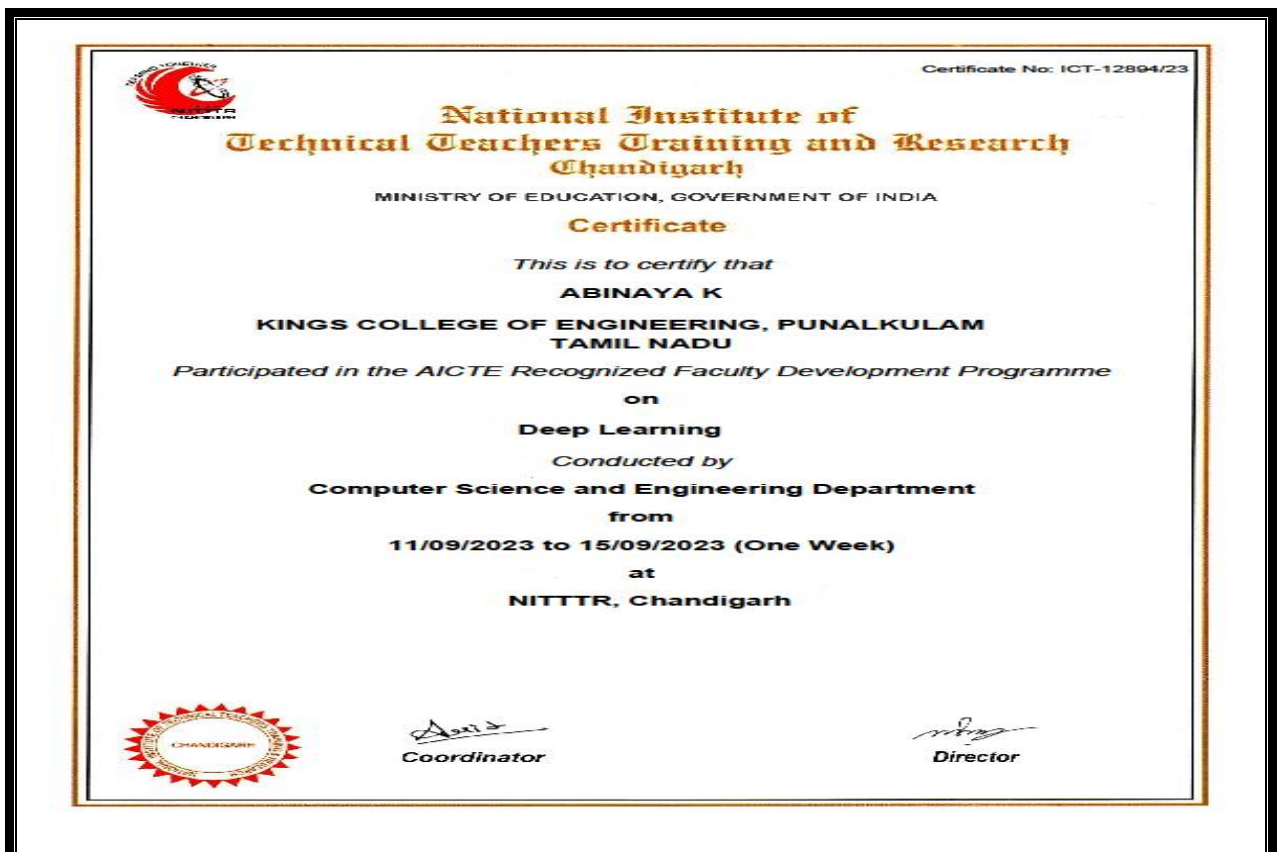 Certificate No: ICT-12894/23
NITTTR
National Institute of
Technical Teachers Training and Research
Chandigarh
MINISTRY OF EDUCATION, GOVERNMENT OF INDIA
Certificate
This is to certify that
ABINAYA K
KINGS COLLEGE OF ENGINEERING, PUNALKULAM
TAMIL NADU
Participated in the AICTE Recognized Faculty Development Programme
on
Deep Learning
Conducted by
Computer Science and Engineering Department
from
11/09/2023 to 15/09/2023 (One Week)
at
NITTTR, Chandigarh
CHANDIGARH
Coordinator
Director